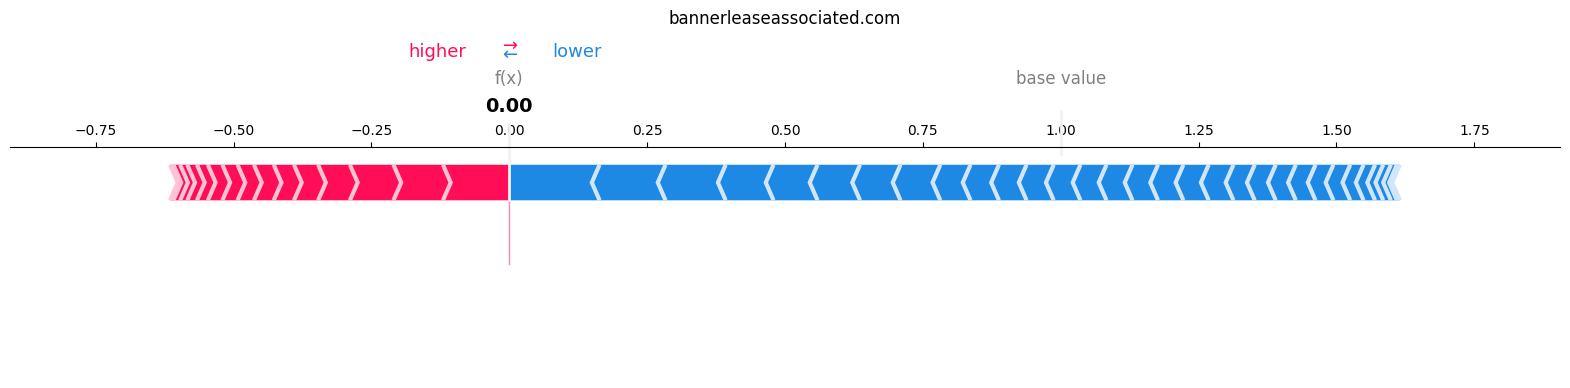 bannerleaseassociated.com
higher → ← lower
f(x) base value
0.00
−0.75 −0.50 −0.25 0.00 0.25 0.50 0.75 1.00 1.25 1.50 1.75